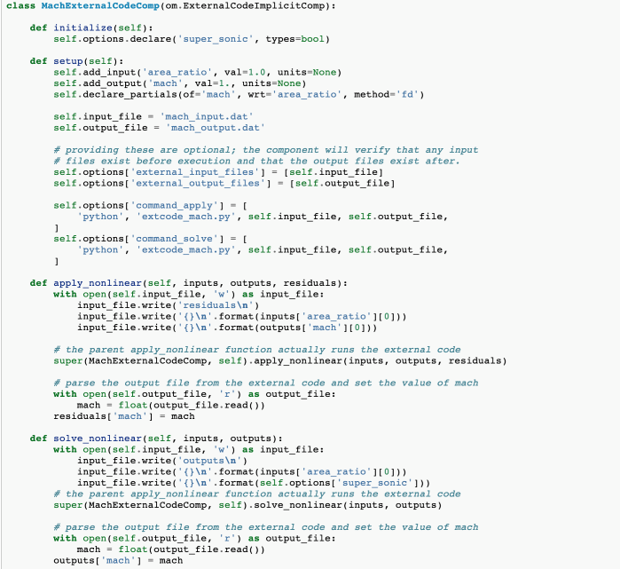 class MachExternalCodeComp(om.ExternalCodeImplicitComp):

    def initialize(self):
        self.options.declare('super_sonic', types=bool)

    def setup(self):
        self.add_input('area_ratio', val=1.0, units=None)
        self.add_output('mach', val=1., units=None)
        self.declare_partials(of='mach', wrt='area_ratio', method='fd')

        self.input_file = 'mach_input.dat'
        self.output_file = 'mach_output.dat'

        # providing these are optional; the component will verify that any input
        # files exist before execution and that the output files exist after.
        self.options['external_input_files'] = [self.input_file]
        self.options['external_output_files'] = [self.output_file]

        self.options['command_apply'] = [
            'python', 'extcode_mach.py', self.input_file, self.output_file,
        ]
        self.options['command_solve'] = [
            'python', 'extcode_mach.py', self.input_file, self.output_file,
        ]

    def apply_nonlinear(self, inputs, outputs, residuals):
        with open(self.input_file, 'w') as input_file:
            input_file.write('residuals\n')
            input_file.write('{}\n'.format(inputs['area_ratio'][0]))
            input_file.write('{}\n'.format(outputs['mach'][0]))

        # the parent apply_nonlinear function actually runs the external code
        super(MachExternalCodeComp, self).apply_nonlinear(inputs, outputs, residuals)

        # parse the output file from the external code and set the value of mach
        with open(self.output_file, 'r') as output_file:
            mach = float(output_file.read())
        residuals['mach'] = mach

    def solve_nonlinear(self, inputs, outputs):
        with open(self.input_file, 'w') as input_file:
            input_file.write('outputs\n')
            input_file.write('{}\n'.format(inputs['area_ratio'][0]))
            input_file.write('{}\n'.format(self.options['super_sonic']))
        # the parent apply_nonlinear function actually runs the external code
        super(MachExternalCodeComp, self).solve_nonlinear(inputs, outputs)

        # parse the output file from the external code and set the value of mach
        with open(self.output_file, 'r') as output_file:
            mach = float(output_file.read())
        outputs['mach'] = mach